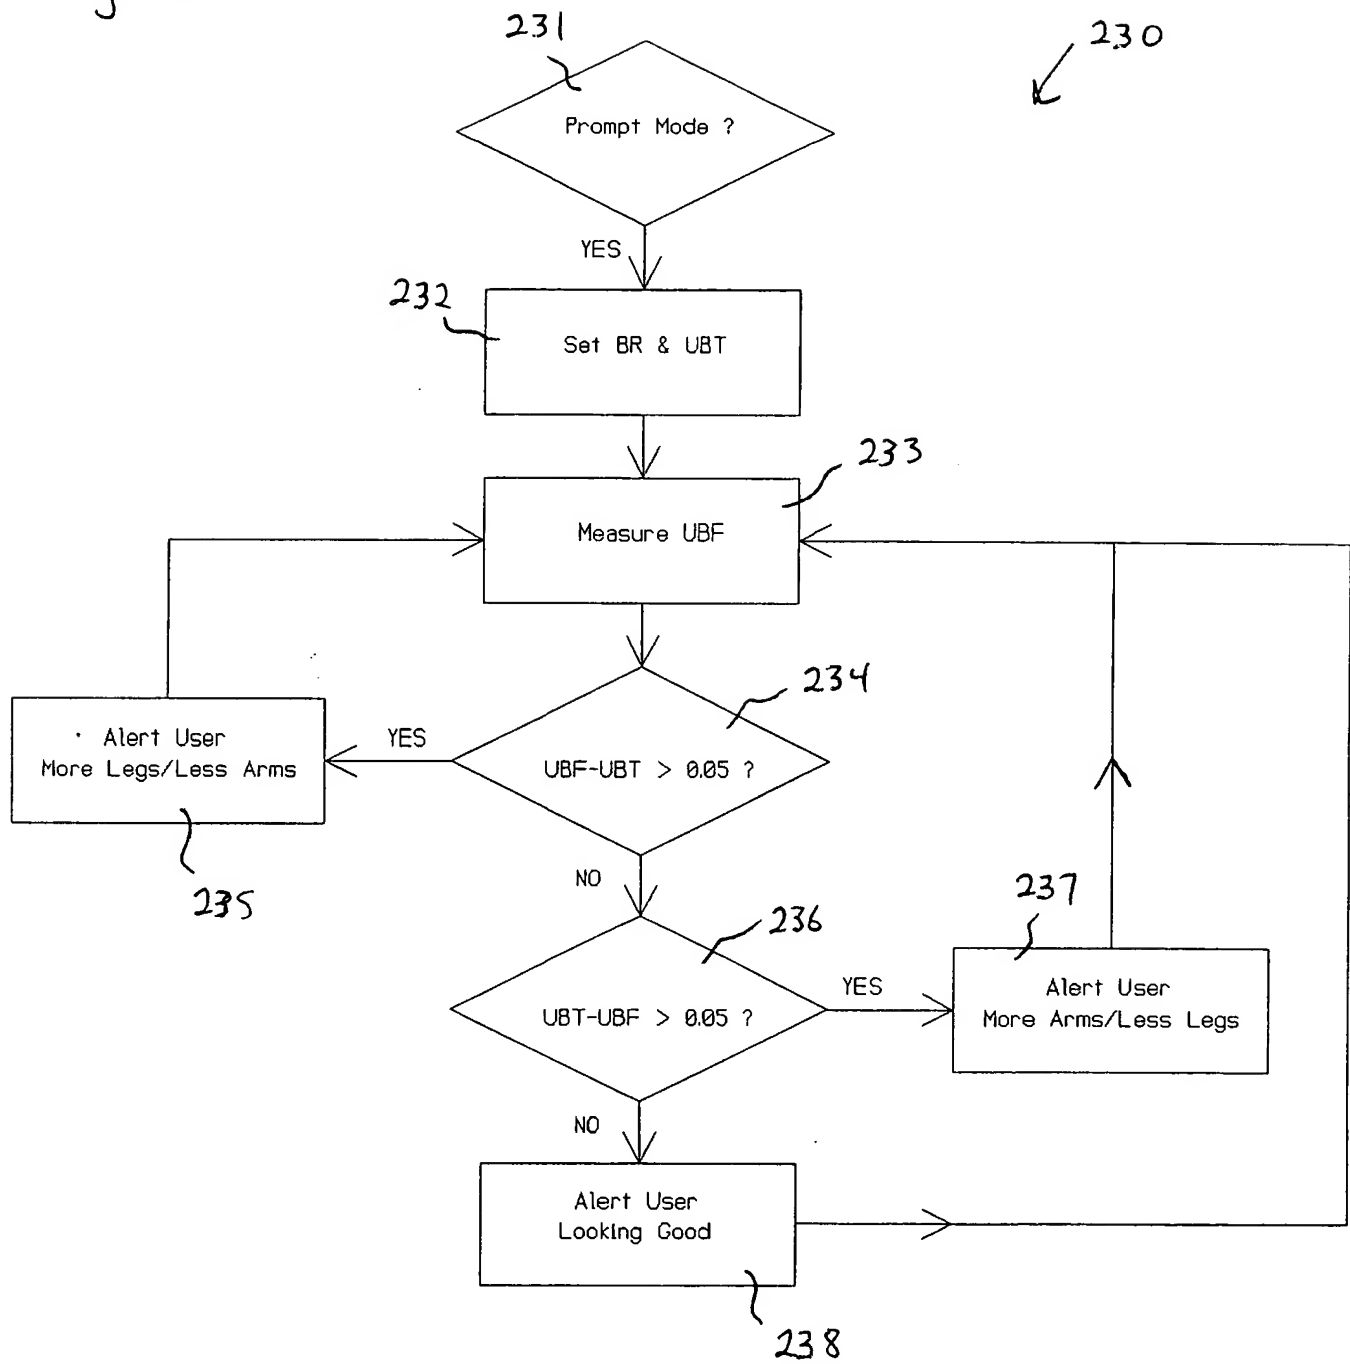 231
230
Prompt Mode ?
YES
232
Set BR & UBT
233
Measure UBF
234
Alert User
More Legs/Less Arms
YES
UBF-UBT > 0.05 ?
235
NO
237
236
UBT-UBF > 0.05 ?
YES
Alert User
More Arms/Less Legs
NO
Alert User
Looking Good
238